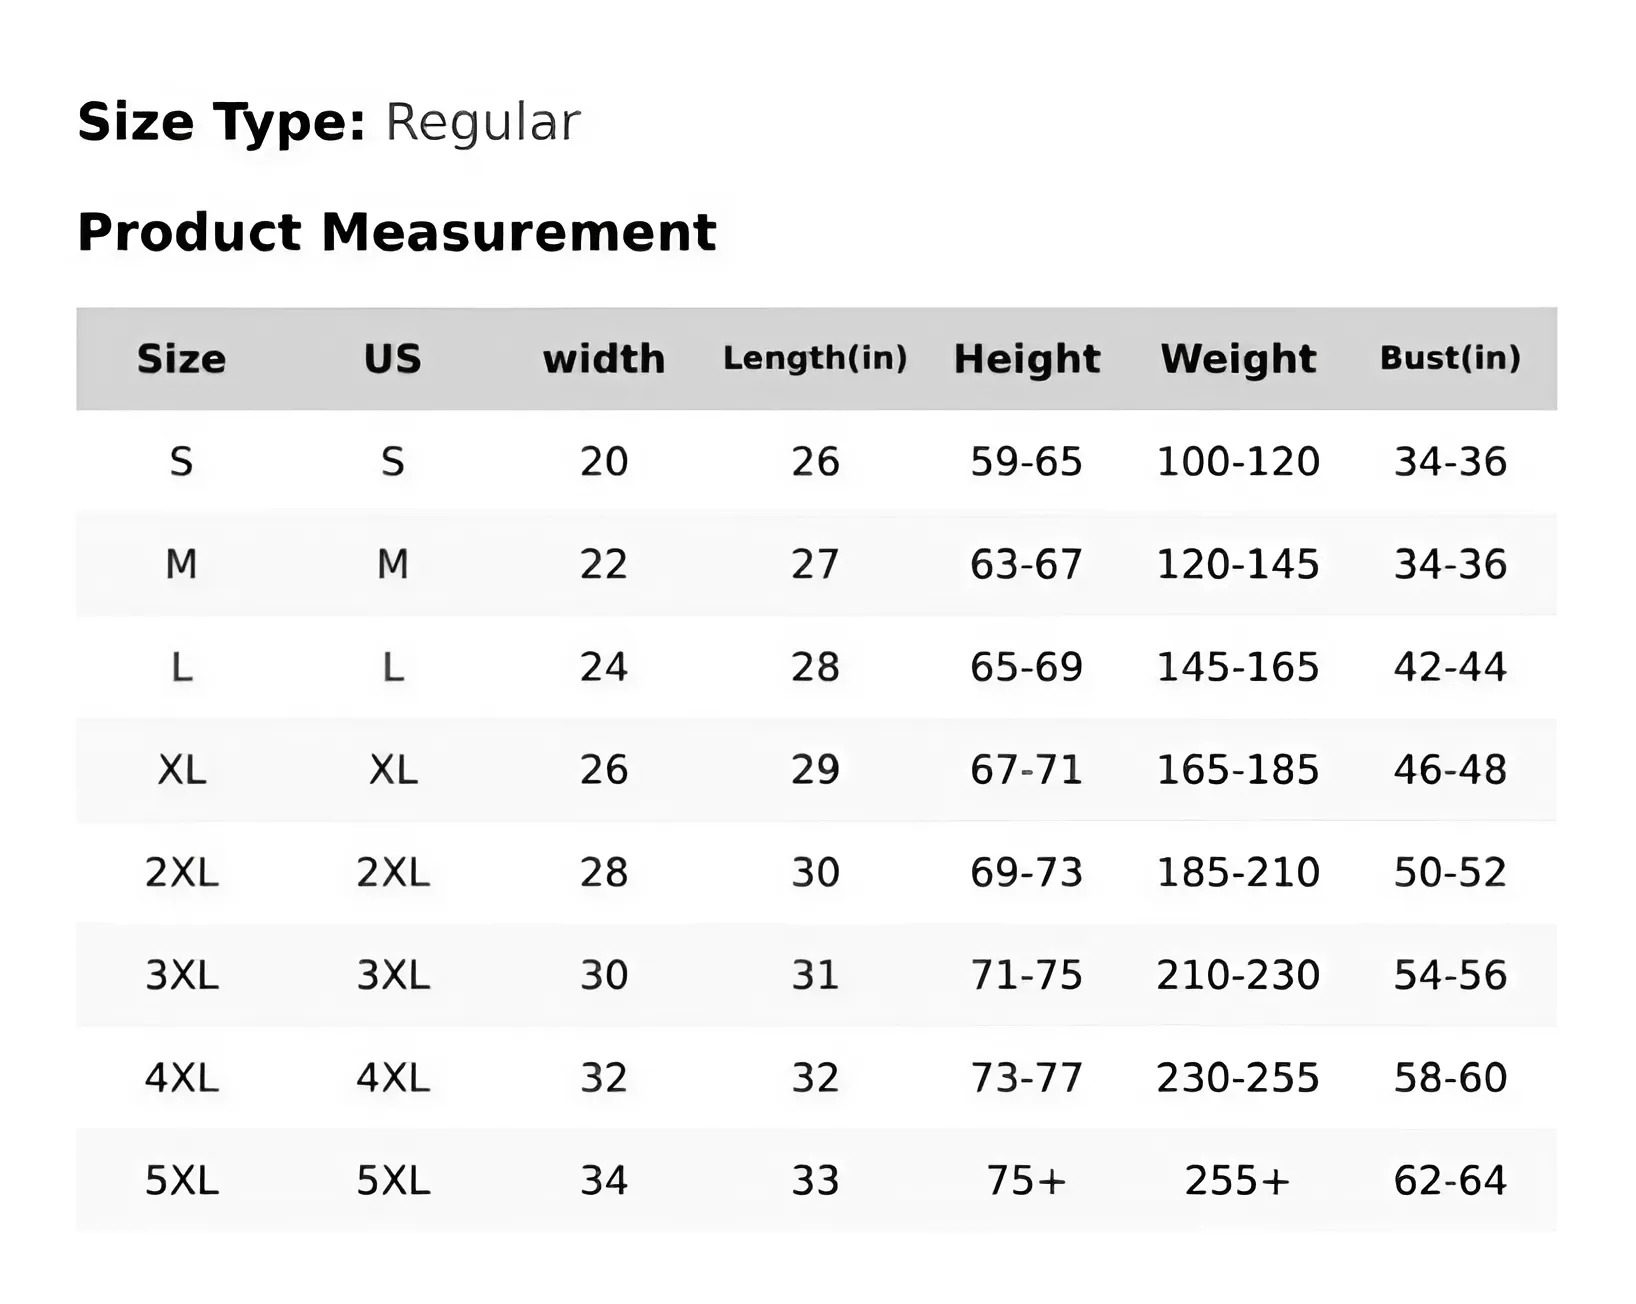 Size Type: Regular
Product Measurement
Size US width Length(in) Height Weight Bust(in)
S S 20 26 59-65 100-120 34-36
M M 22 27 63-67 120-145 34-36
L L 24 28 65-69 145-165 42-44
XL XL 26 29 67-71 165-185 46-48
2XL 2XL 28 30 69-73 185-210 50-52
3XL 3XL 30 31 71-75 210-230 54-56
4XL 4XL 32 32 73-77 230-255 58-60
5XL 5XL 34 33 75+ 255+ 62-64